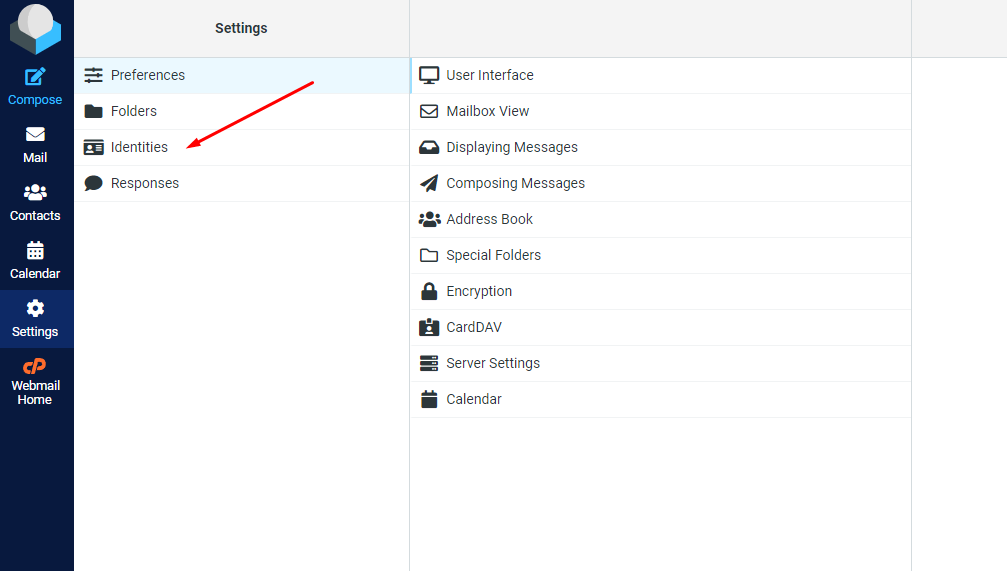 Settings
Compose
Mail
Contacts
Calendar
Settings
Webmail
Home
Preferences
Folders
Identities
Responses
User Interface
Mailbox View
Displaying Messages
Composing Messages
Address Book
Special Folders
Encryption
CardDAV
Server Settings
Calendar